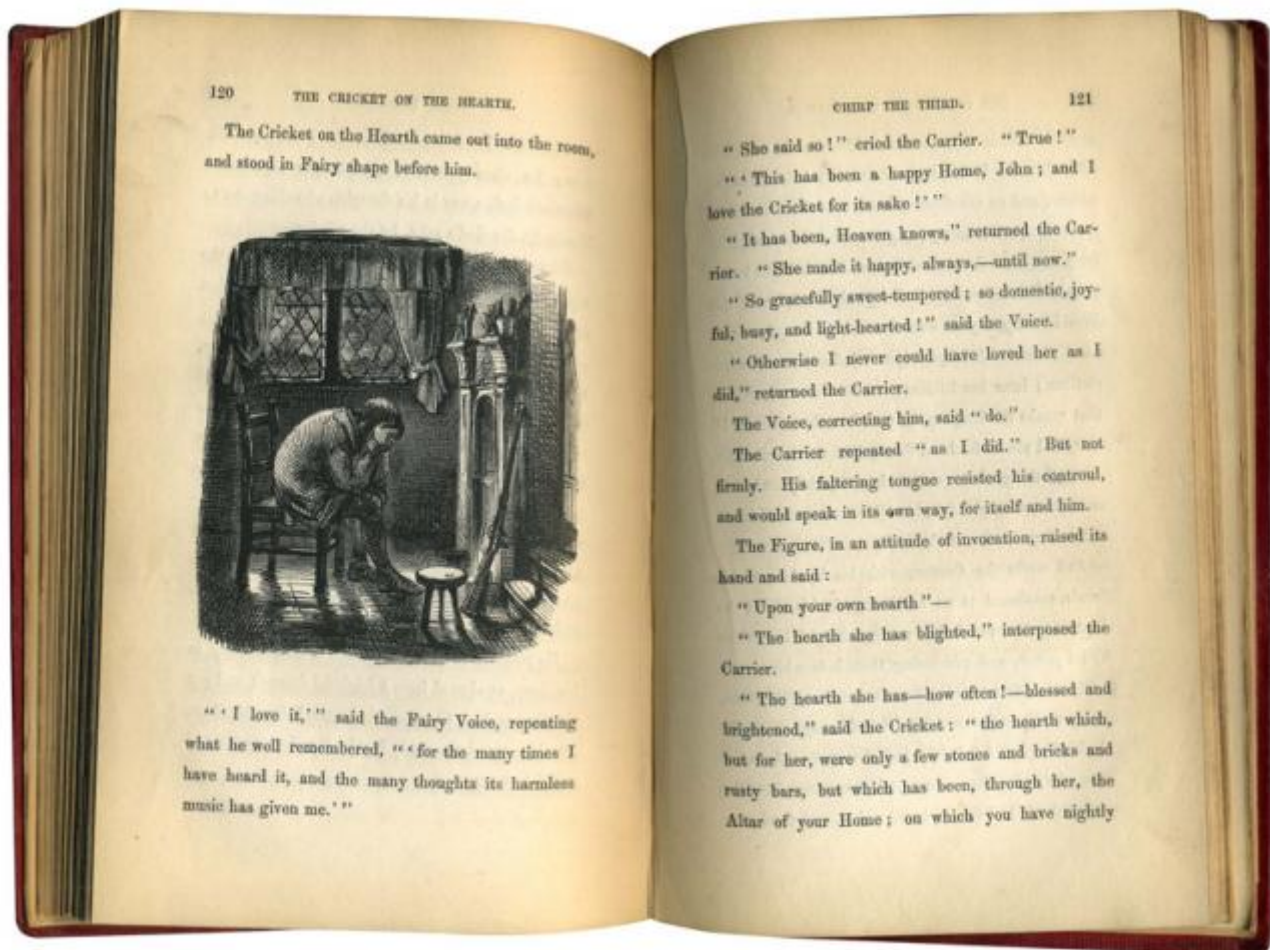 120 THE CRICKET ON THE HEARTH.
The Cricket on the Hearth came out into the room,
and stood in Fairy shape before him.
“‘I love it,’” said the Fairy Voice, repeating
what he well remembered, “‘for the many times I
have heard it, and the many thoughts its harmless
music has given me.’”
CHIRP THE THIRD. 121
“She said so!” cried the Carrier. “True!”
“‘This has been a happy Home, John; and I
love the Cricket for its sake!’”
“It has been, Heaven knows,” returned the Car-
rier. “She made it happy, always,—until now.”
“So gracefully sweet-tempered; so domestic, joy-
ful, busy, and light-hearted!” said the Voice.
“Otherwise I never could have loved her as I
did,” returned the Carrier.
The Voice, correcting him, said “do.”
The Carrier repeated “as I did.” But not
firmly. His faltering tongue resisted his controul,
and would speak in its own way, for itself and him.
The Figure, in an attitude of invocation, raised its
hand and said:
“Upon your own hearth”—
“The hearth she has blighted,” interposed the
Carrier.
“The hearth she has—how often!—blessed and
brightened,” said the Cricket: “the hearth which,
but for her, were only a few stones and bricks and
rusty bars, but which has been, through her, the
Altar of your Home; on which you have nightly